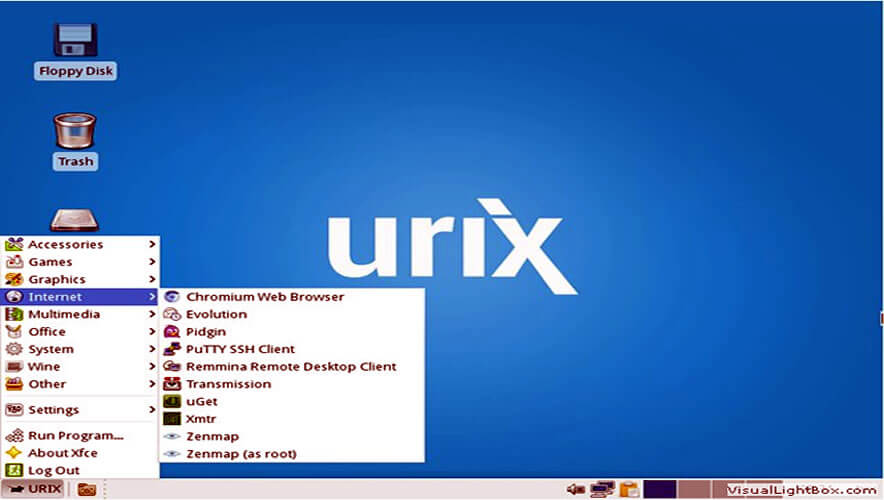 Floppy Disk
Trash
urix
Accessories
Games
Graphics
Internet
Multimedia
Office
System
Wine
Other
Settings
Run Program...
About Xfce
Log Out
Chromium Web Browser
Evolution
Pidgin
PuTTY SSH Client
Remmina Remote Desktop Client
Transmission
uGet
Xmtr
Zenmap
Zenmap (as root)
URIX
VisualLightBox.com